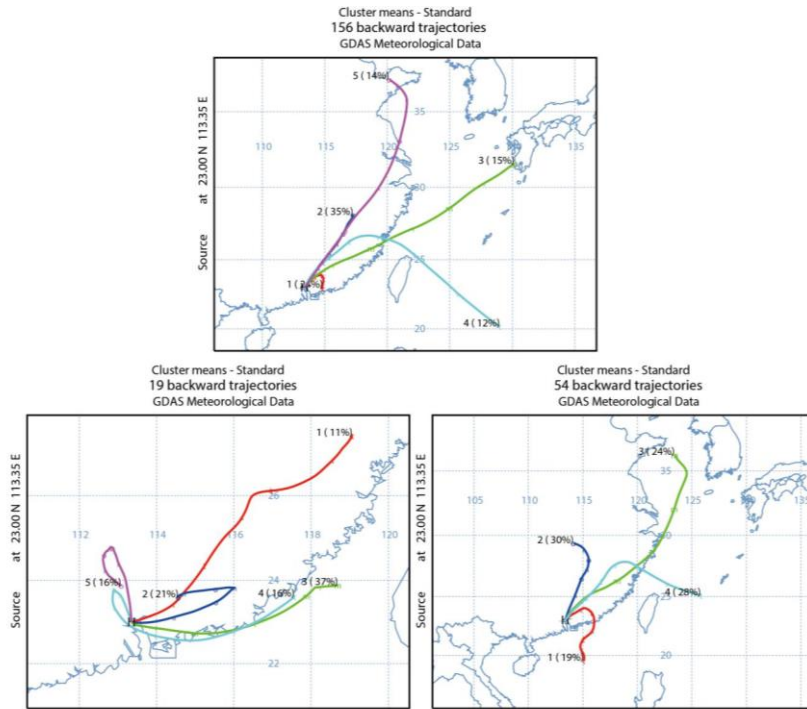 Cluster means - Standard
156 backward trajectories
GDAS Meteorological Data
Source at 23.00 N 113.35 E
5 (14%)
35
110 115 120 125 130 135
3 (15%)
30
2 (35%)
25
1 (24%)
4 (12%)
20
Cluster means - Standard
19 backward trajectories
GDAS Meteorological Data
Source at 23.00 N 113.35 E
1 (11%)
26
112 114 116 118 120
24
5 (16%)
2 (21%)
4 (16%)
3 (37%)
22
Cluster means - Standard
54 backward trajectories
GDAS Meteorological Data
Source at 23.00 N 113.35 E
3 (24%)
35
105 110 115 120 125 130
2 (30%)
30
25
4 (28%)
1 (19%)
20